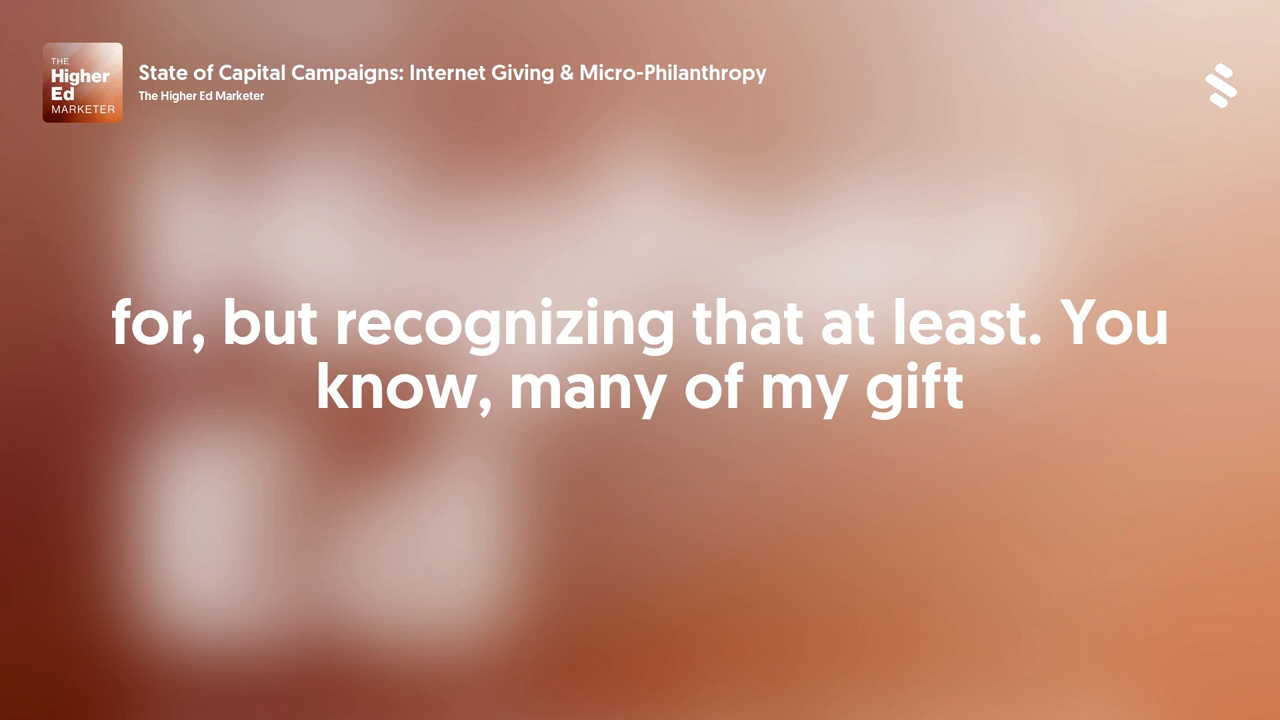 THE
Higher
Ed
MARKETER
State of Capital Campaigns: Internet Giving & Micro-Philanthropy
The Higher Ed Marketer
for, but recognizing that at least. You
know, many of my gift